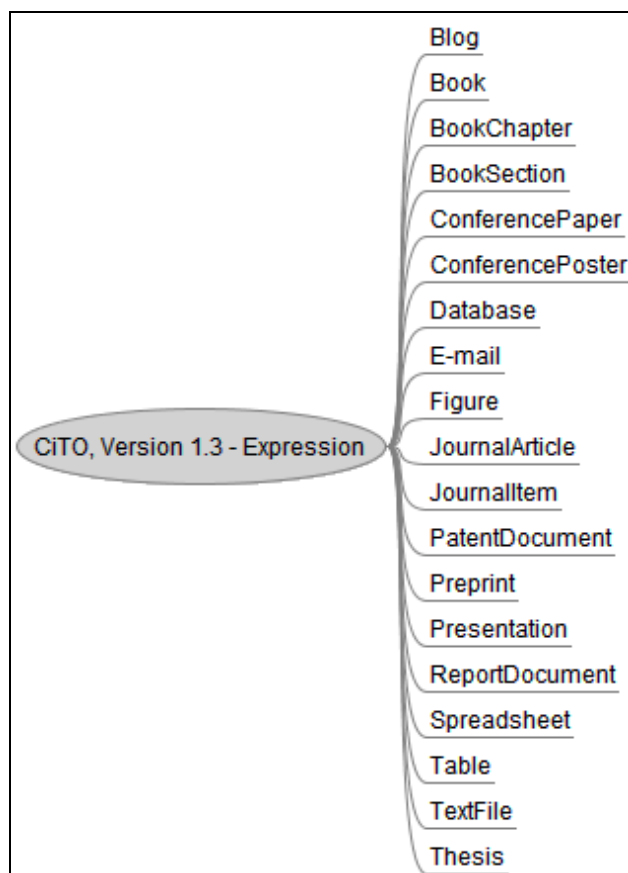 Blog
Book
BookChapter
BookSection
ConferencePaper
ConferencePoster
Database
E-mail
Figure
CiTO, Version 1.3 - Expression
JournalArticle
JournalItem
PatentDocument
Preprint
Presentation
ReportDocument
Spreadsheet
Table
TextFile
Thesis